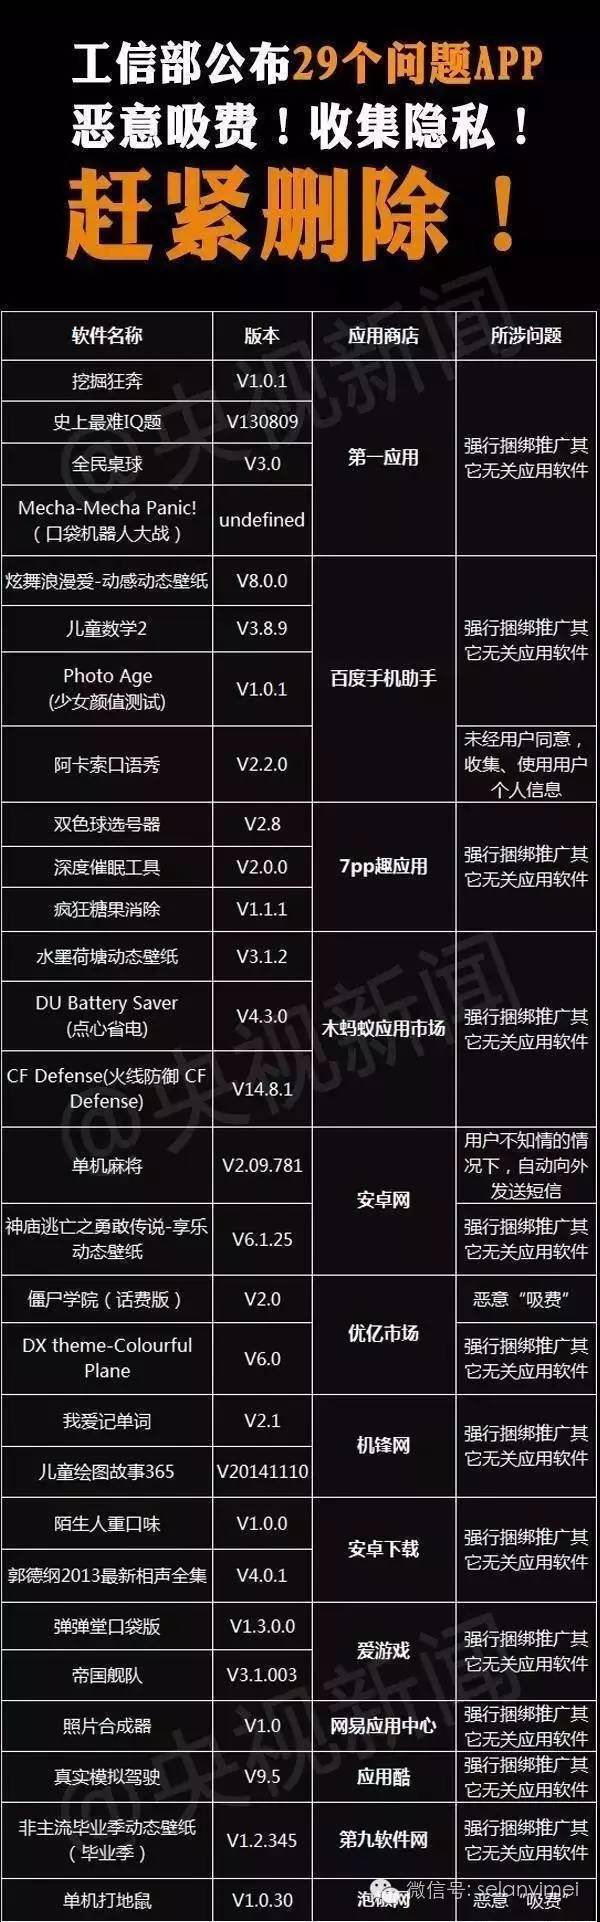 工信部公布29个问题APP
恶意吸费！收集隐私！
赶紧删除！
软件名称 版本 应用商店 所涉问题
挖掘狂奔 V1.0.1
史上最难IQ题 V130809
全民桌球 V3.0
Mecha-Mecha Panic!
（口袋机器人大战） undefined
第一应用
强行捆绑推广其
它无关应用软件
炫舞浪漫爱-动感动态壁纸 V8.0.0
儿童数学2 V3.8.9
Photo Age
(少女颜值测试) V1.0.1
强行捆绑推广其
它无关应用软件
百度手机助手
阿卡索口语秀 V2.2.0
未经用户同意，
收集、使用用户
个人信息
双色球选号器 V2.8
深度催眠工具 V2.0.0
疯狂糖果消除 V1.1.1
7pp趣应用
强行捆绑推广其
它无关应用软件
水墨荷塘动态壁纸 V3.1.2
DU Battery Saver
(点心省电) V4.3.0
CF Defense(火线防御 CF
Defense) V14.8.1
木蚂蚁应用市场
强行捆绑推广其
它无关应用软件
单机麻将 V2.09.781
安卓网
用户不知情的情
况下，自动向外
发送短信
神庙逃亡之勇敢传说-享乐
动态壁纸 V6.1.25
强行捆绑推广其
它无关应用软件
僵尸学院（话费版） V2.0
优亿市场
恶意“吸费”
DX theme-Colourful
Plane V6.0
强行捆绑推广其
它无关应用软件
我爱记单词 V2.1
儿童绘图故事365 V20141110
机锋网
强行捆绑推广其
它无关应用软件
陌生人重口味 V1.0.0
郭德纲2013最新相声全集 V4.0.1
安卓下载
强行捆绑推广其
它无关应用软件
弹弹堂口袋版 V1.3.0.0
帝国舰队 V3.1.003
爱游戏
强行捆绑推广其
它无关应用软件
照片合成器 V1.0 网易应用中心
强行捆绑推广其
它无关应用软件
真实模拟驾驶 V9.5 应用酷
强行捆绑推广其
它无关应用软件
非主流毕业季动态壁纸
（毕业季） V1.2.345 第九软件网
强行捆绑推广其
它无关应用软件
单机打地鼠 V1.0.30 泡椒网 恶意“吸费”
微信号: selanyimei
@央视新闻
@央视新闻
@央视新闻